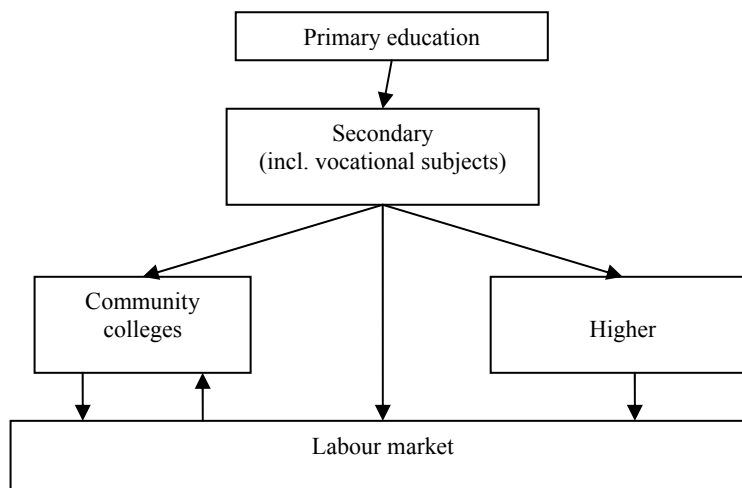 Primary education
Secondary
(incl. vocational subjects)
Community
colleges
Higher
Labour market